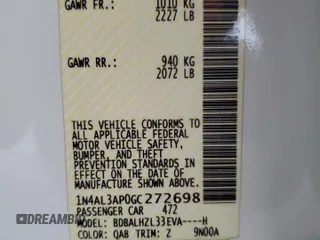 GAWR FR.: 1010 KG
2227 LB
GAWR RR.: 940 KG
2072 LB
THIS VEHICLE CONFORMS TO
ALL APPLICABLE FEDERAL
MOTOR VEHICLE SAFETY,
BUMPER, AND THEFT
PREVENTION STANDARDS IN
EFFECT ON THE DATE OF
MANUFACTURE SHOWN ABOVE.
1N4AL3AP0GC272698
PASSENGER CAR 472
MODEL: BDBALHZL33EVA----H
COLOR: QAB TRIM: Z 9N00A
DREAMBID